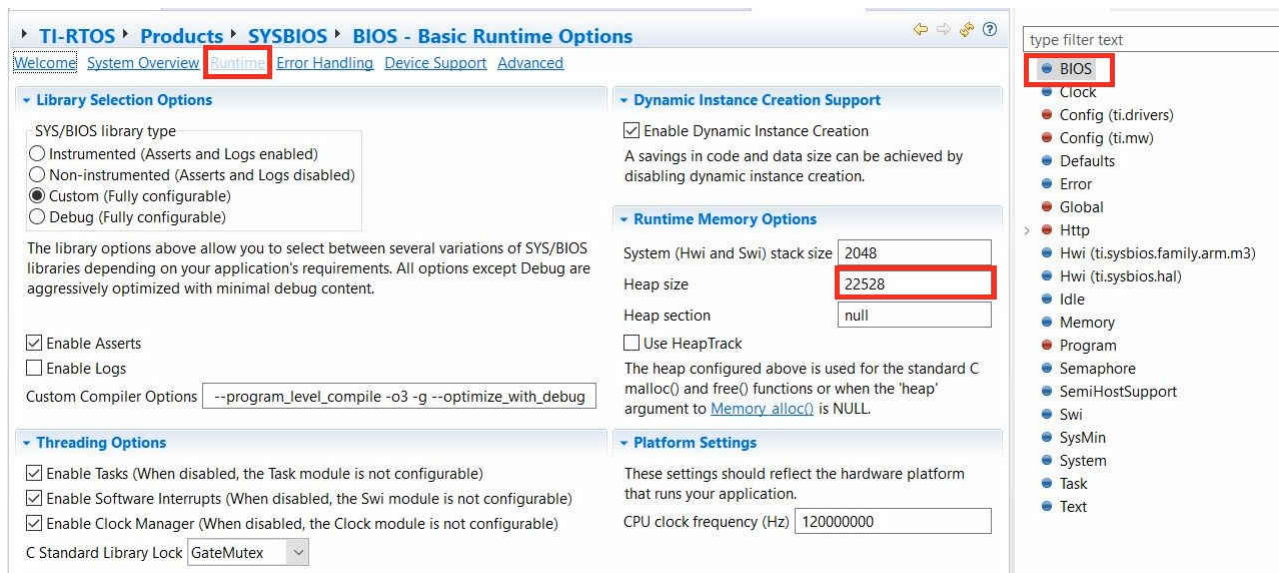 TI-RTOS Products SYSBIOS BIOS - Basic Runtime Options
Welcome System Overview Runtime Error Handling Device Support Advanced
Library Selection Options
SYS/BIOS library type
Instrumented (Asserts and Logs enabled)
Non-instrumented (Asserts and Logs disabled)
Custom (Fully configurable)
Debug (Fully configurable)
The library options above allow you to select between several variations of SYS/BIOS
libraries depending on your application's requirements. All options except Debug are
aggressively optimized with minimal debug content.
Enable Asserts
Enable Logs
Custom Compiler Options --program_level_compile -o3 -g --optimize_with_debug
Threading Options
Enable Tasks (When disabled, the Task module is not configurable)
Enable Software Interrupts (When disabled, the Swi module is not configurable)
Enable Clock Manager (When disabled, the Clock module is not configurable)
C Standard Library Lock GateMutex
Dynamic Instance Creation Support
Enable Dynamic Instance Creation
A savings in code and data size can be achieved by
disabling dynamic instance creation.
Runtime Memory Options
System (Hwi and Swi) stack size 2048
Heap size 22528
Heap section null
Use HeapTrack
The heap configured above is used for the standard C
malloc() and free() functions or when the 'heap'
argument to Memory alloc() is NULL.
Platform Settings
These settings should reflect the hardware platform
that runs your application.
CPU clock frequency (Hz) 120000000
type filter text
BIOS
Clock
Config (ti.drivers)
Config (ti.mw)
Defaults
Error
Global
Http
Hwi (ti.sysbios.family.arm.m3)
Hwi (ti.sysbios.hal)
Idle
Memory
Program
Semaphore
SemiHostSupport
Swi
SysMin
System
Task
Text